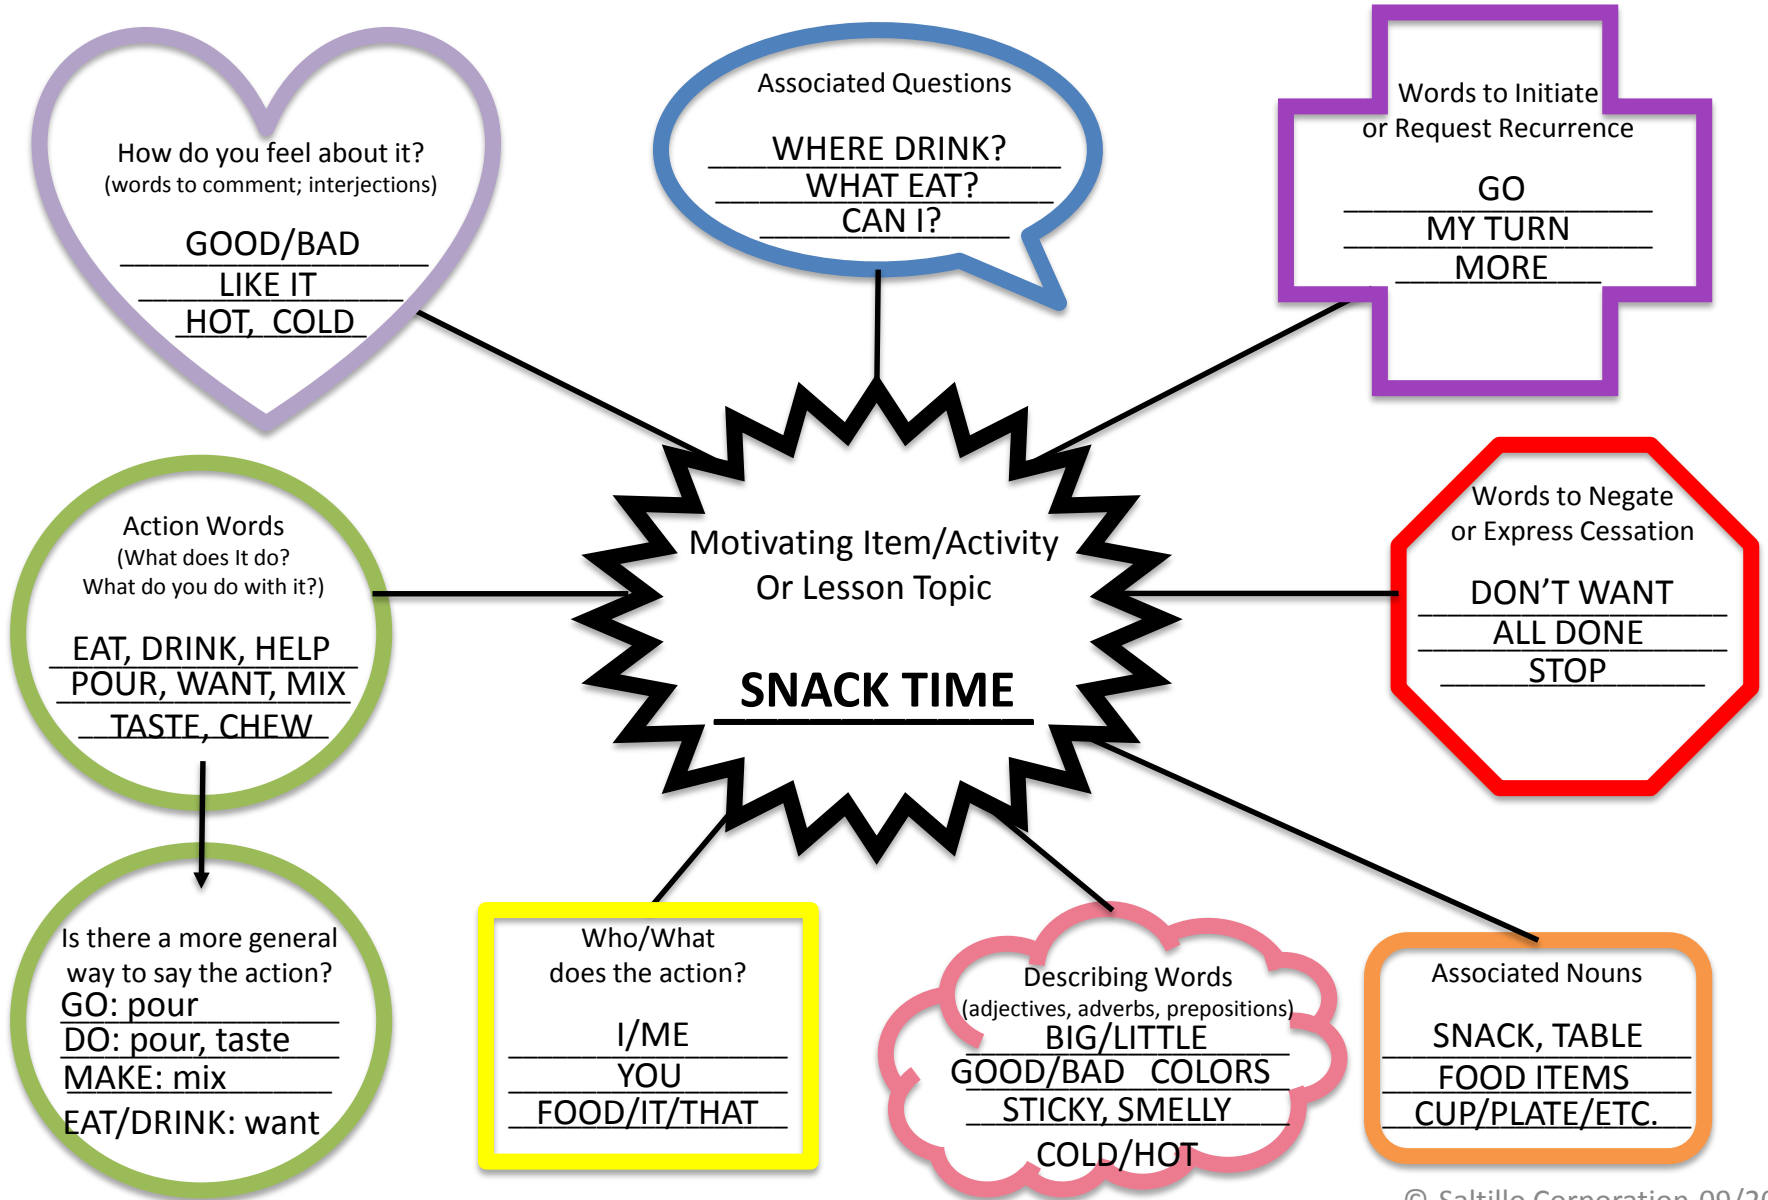 How do you feel about it?
(words to comment; interjections)
GOOD/BAD
LIKE IT
HOT, COLD
Associated Questions
WHERE DRINK?
WHAT EAT?
CAN I?
Words to Initiate
or Request Recurrence
GO
MY TURN
MORE
Action Words
(What does It do?
What do you do with it?)
EAT, DRINK, HELP
POUR, WANT, MIX
TASTE, CHEW
Motivating Item/Activity
Or Lesson Topic
SNACK TIME
Words to Negate
or Express Cessation
DON'T WANT
ALL DONE
STOP
Is there a more general
way to say the action?
GO: pour
DO: pour, taste
MAKE: mix
EAT/DRINK: want
Who/What
does the action?
I/ME
YOU
FOOD/IT/THAT
Describing Words
(adjectives, adverbs, prepositions)
BIG/LITTLE
GOOD/BAD COLORS
STICKY, SMELLY
COLD/HOT
Associated Nouns
SNACK, TABLE
FOOD ITEMS
CUP/PLATE/ETC.
© Saltillo Corporation 09/20